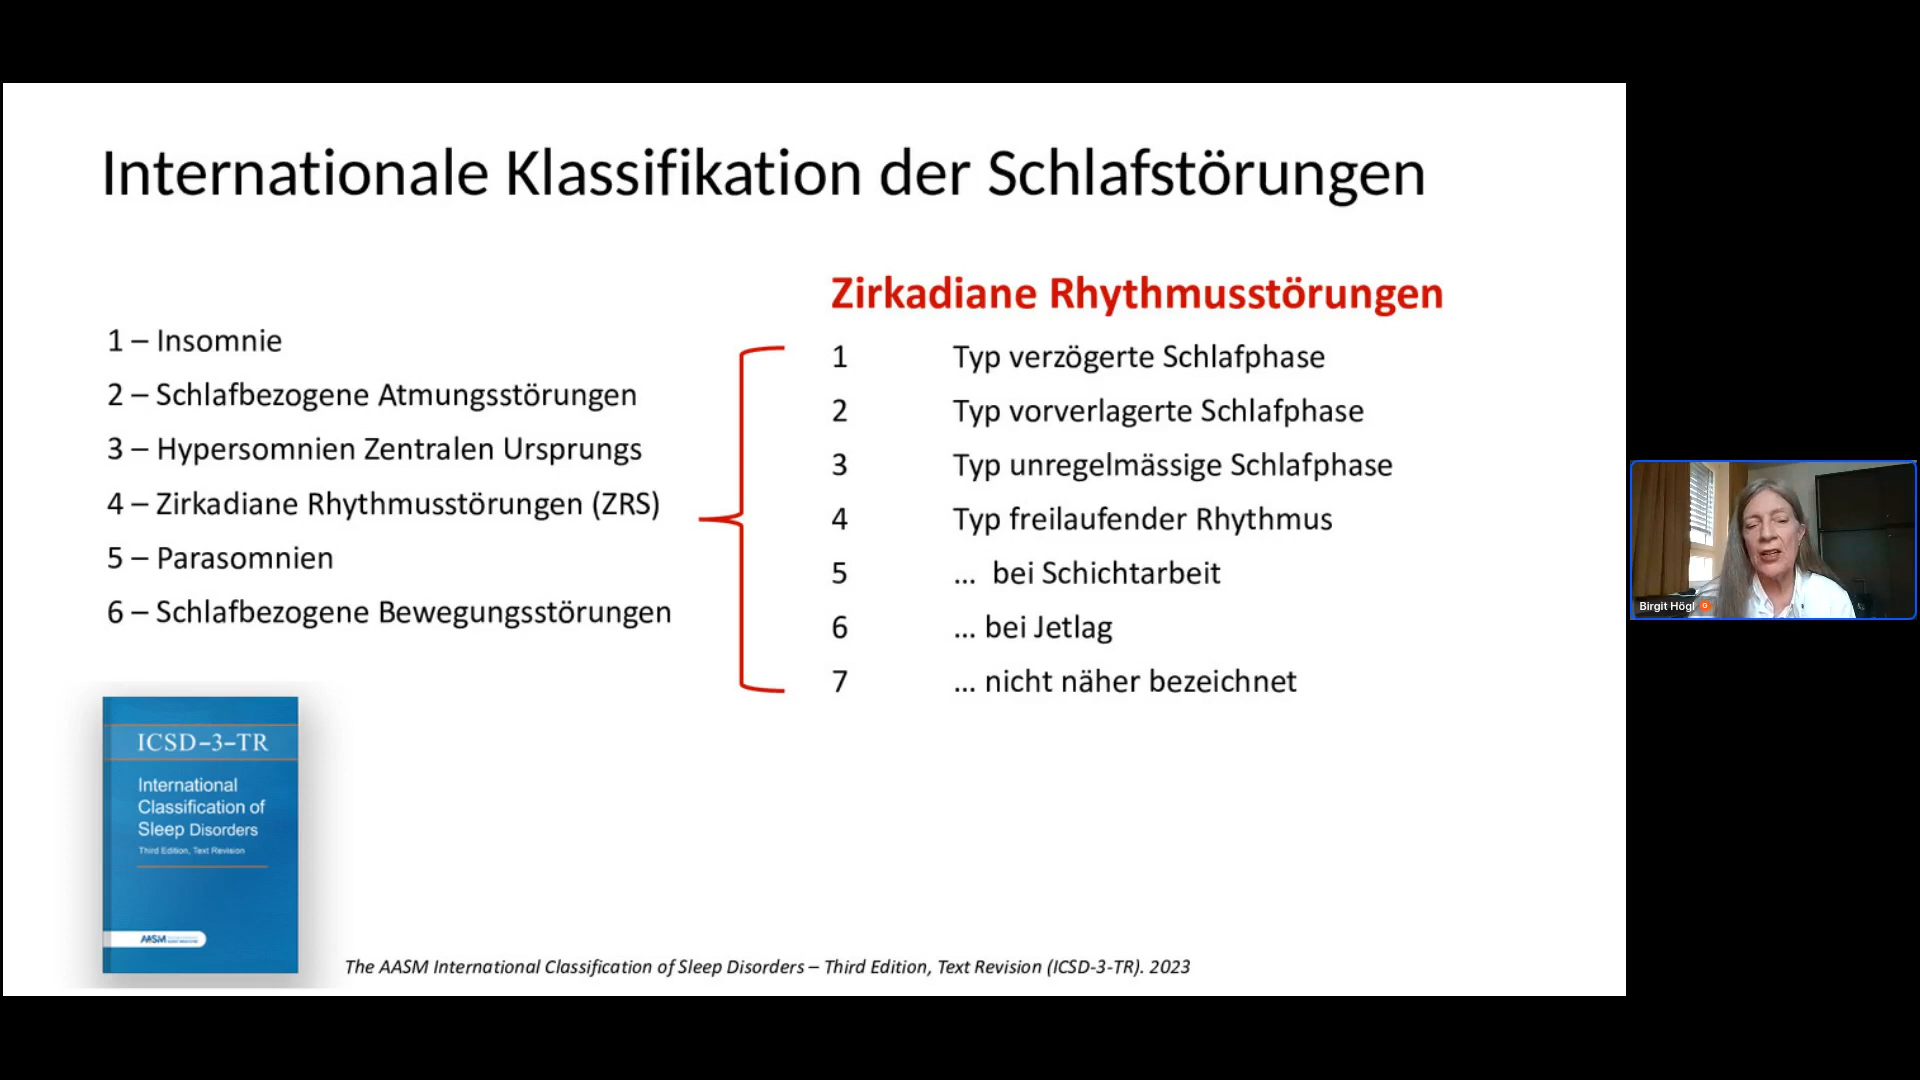 Internationale Klassifikation der Schlafstörungen
1 – Insomnie
2 – Schlafbezogene Atmungsstörungen
3 – Hypersomnien Zentralen Ursprungs
4 – Zirkadiane Rhythmusstörungen (ZRS)
5 – Parasomnien
6 – Schlafbezogene Bewegungsstörungen
Zirkadiane Rhythmusstörungen
1 Typ verzögerte Schlafphase
2 Typ vorverlagerte Schlafphase
3 Typ unregelmässige Schlafphase
4 Typ freilaufender Rhythmus
5 ... bei Schichtarbeit
6 ... bei Jetlag
7 ... nicht näher bezeichnet
ICSD–3–TR
International
Classification of
Sleep Disorders
Third Edition, Text Revision
AASM
The AASM International Classification of Sleep Disorders – Third Edition, Text Revision (ICSD-3-TR). 2023
Birgit Högl